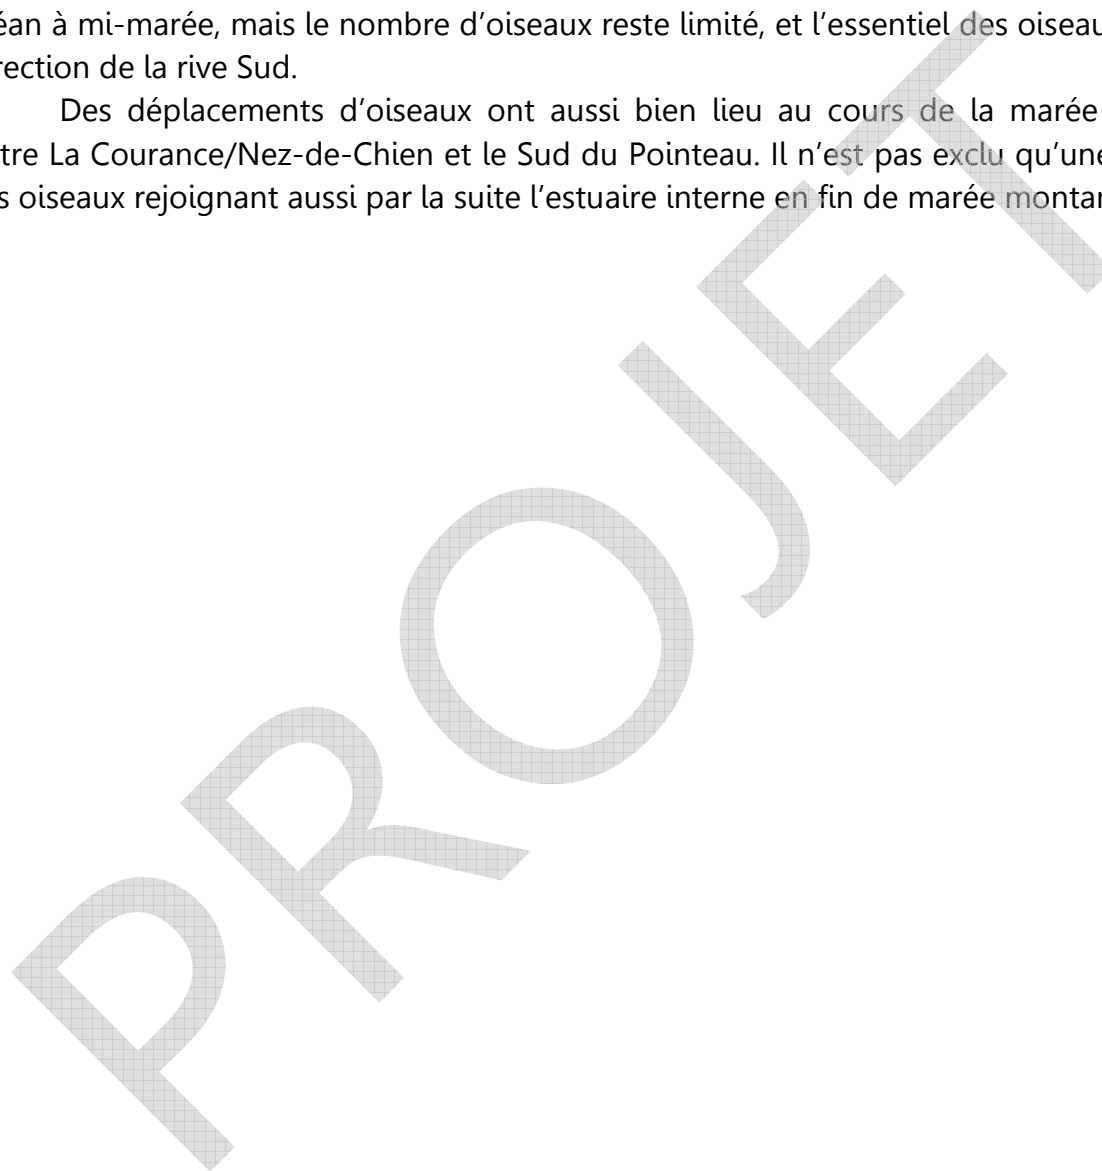 éan à mi-marée, mais le nombre d’oiseaux reste limité, et l’essentiel des oiseau
rection de la rive Sud.
Des déplacements d’oiseaux ont aussi bien lieu au cours de la marée
tre La Courance/Nez-de-Chien et le Sud du Pointeau. Il n’est pas exclu qu’une
s oiseaux rejoignant aussi par la suite l’estuaire interne en fin de marée montan
PROJET